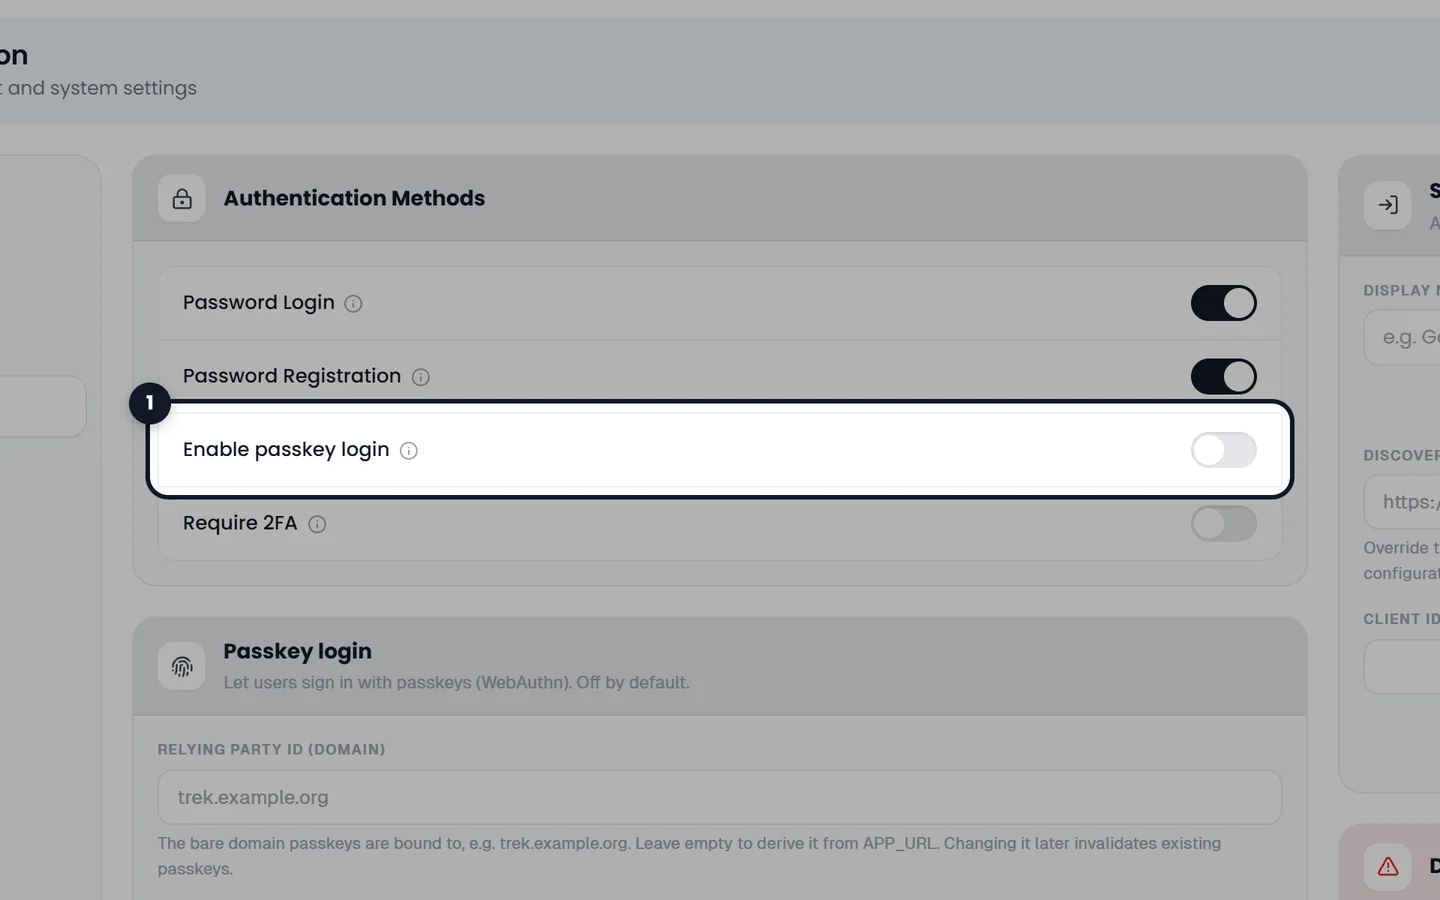 on
t and system settings
Authentication Methods
Password Login
Password Registration
1
Enable passkey login
Require 2FA
Passkey login
Let users sign in with passkeys (WebAuthn). Off by default.
RELYING PARTY ID (DOMAIN)
trek.example.org
The bare domain passkeys are bound to, e.g. trek.example.org. Leave empty to derive it from APP_URL. Changing it later invalidates existing
passkeys.
S
A
DISPLAY N
e.g. Go
DISCOVER
https:/
Override t
configurat
CLIENT ID
D